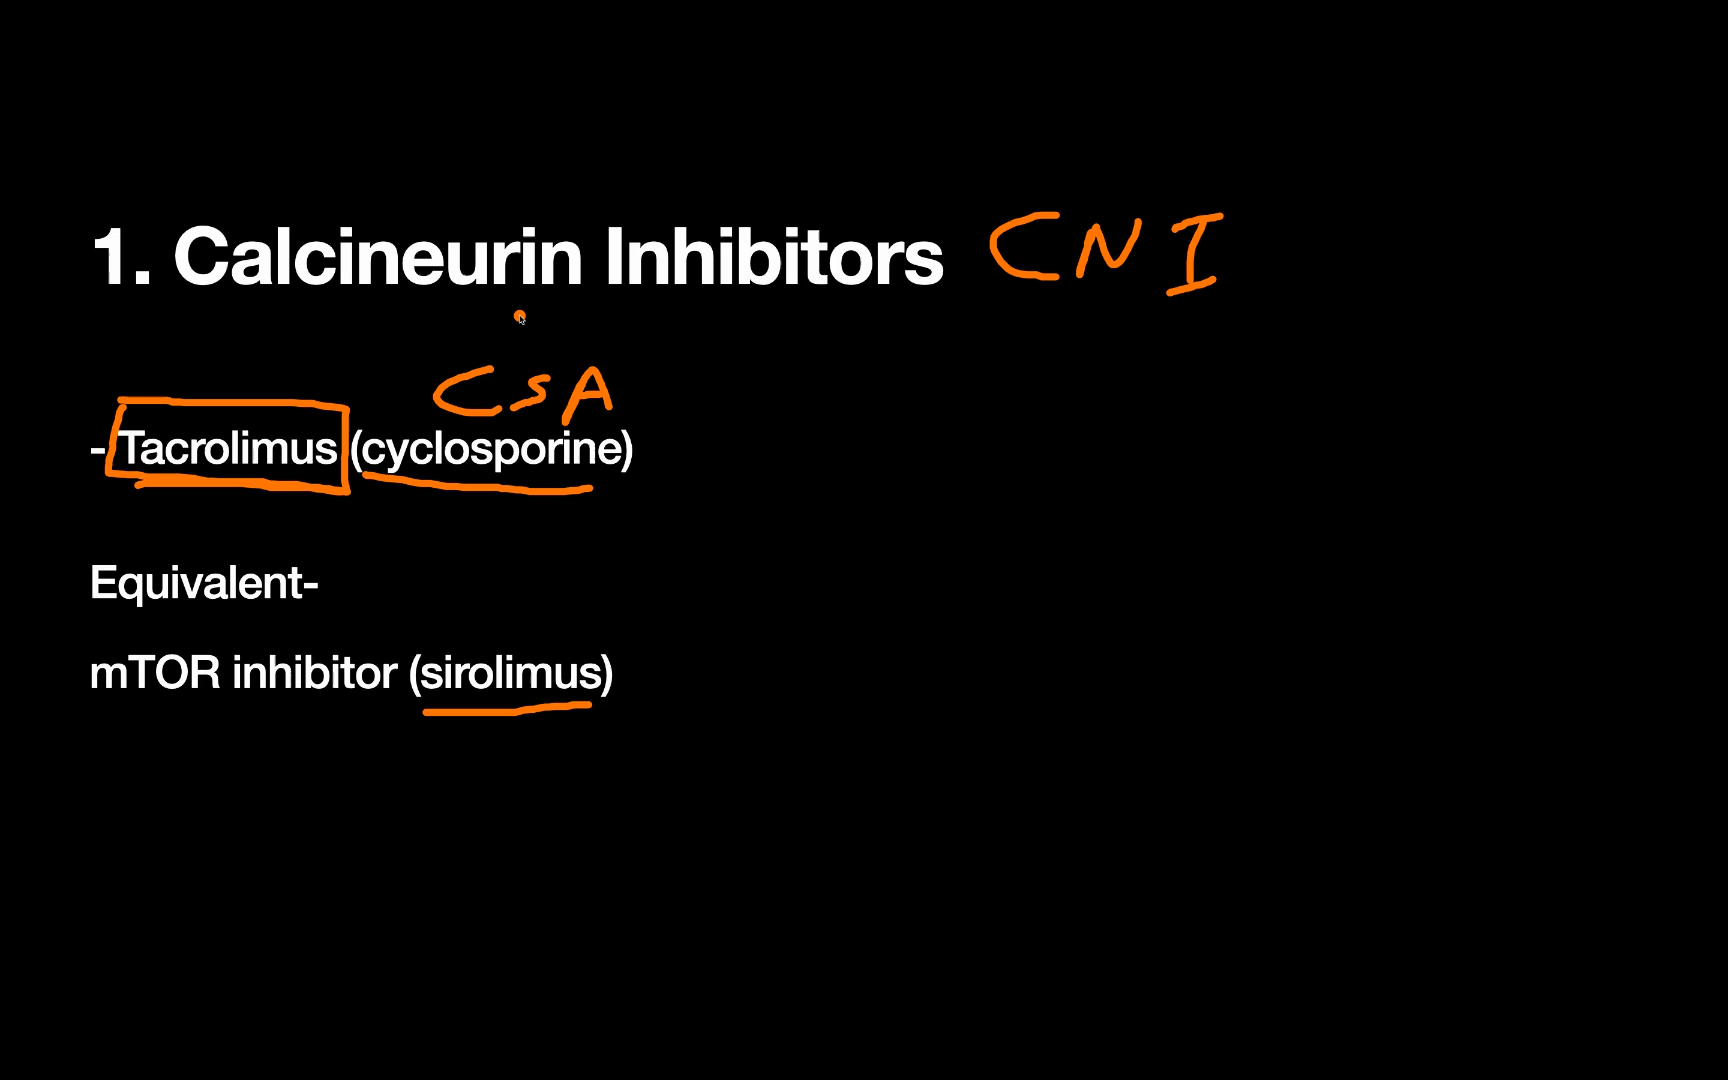 1. Calcineurin Inhibitors CNI
CsA
- Tacrolimus (cyclosporine)
Equivalent-
mTOR inhibitor (sirolimus)